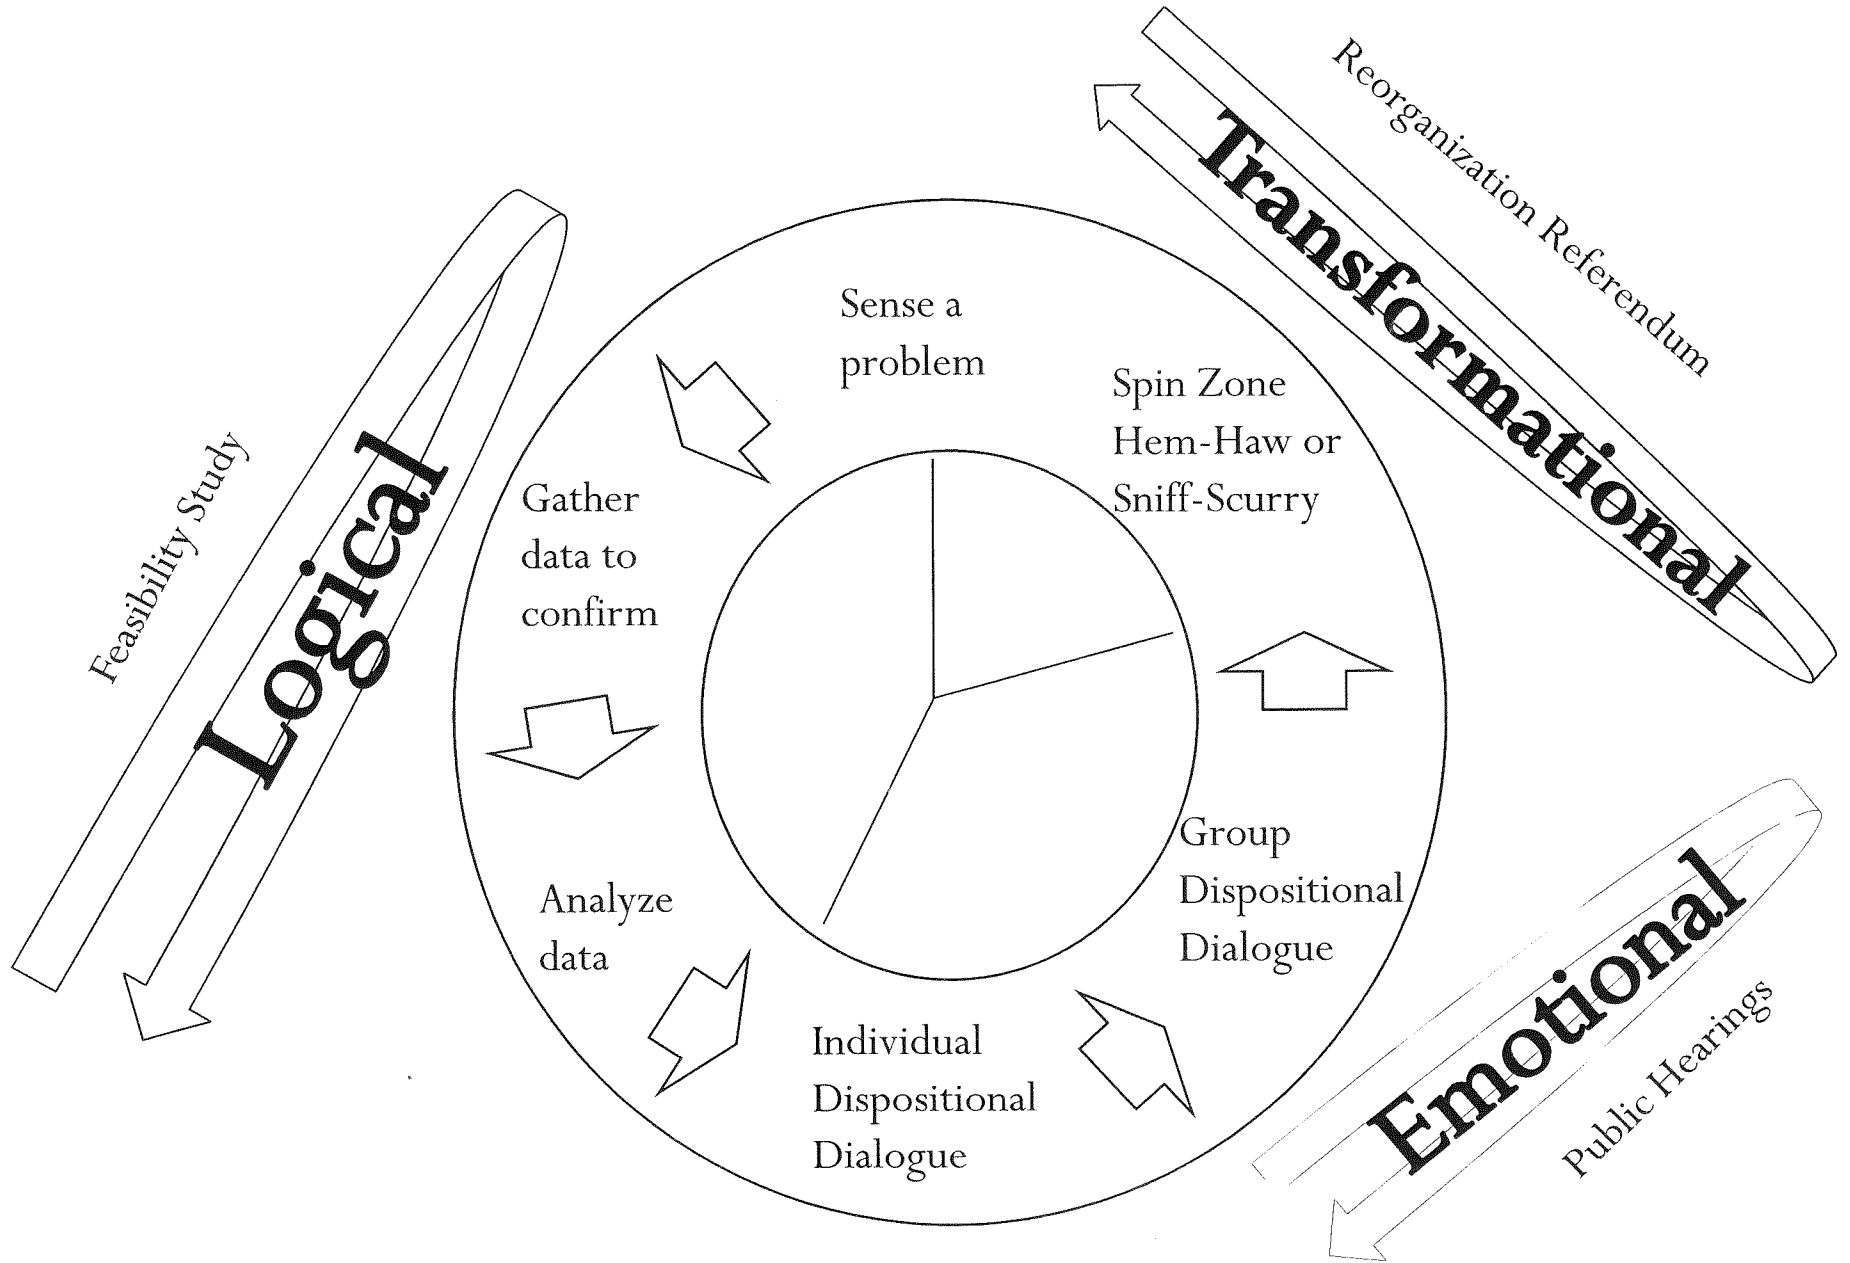 Reorganization Referendum
Transformational
Sense a
problem
Spin Zone
Hem-Haw or
Sniff-Scurry
Feasibility Study
Logical
Gather
data to
confirm
Analyze
data
Individual
Dispositional
Dialogue
Group
Dispositional
Dialogue
Emotional
Public Hearings